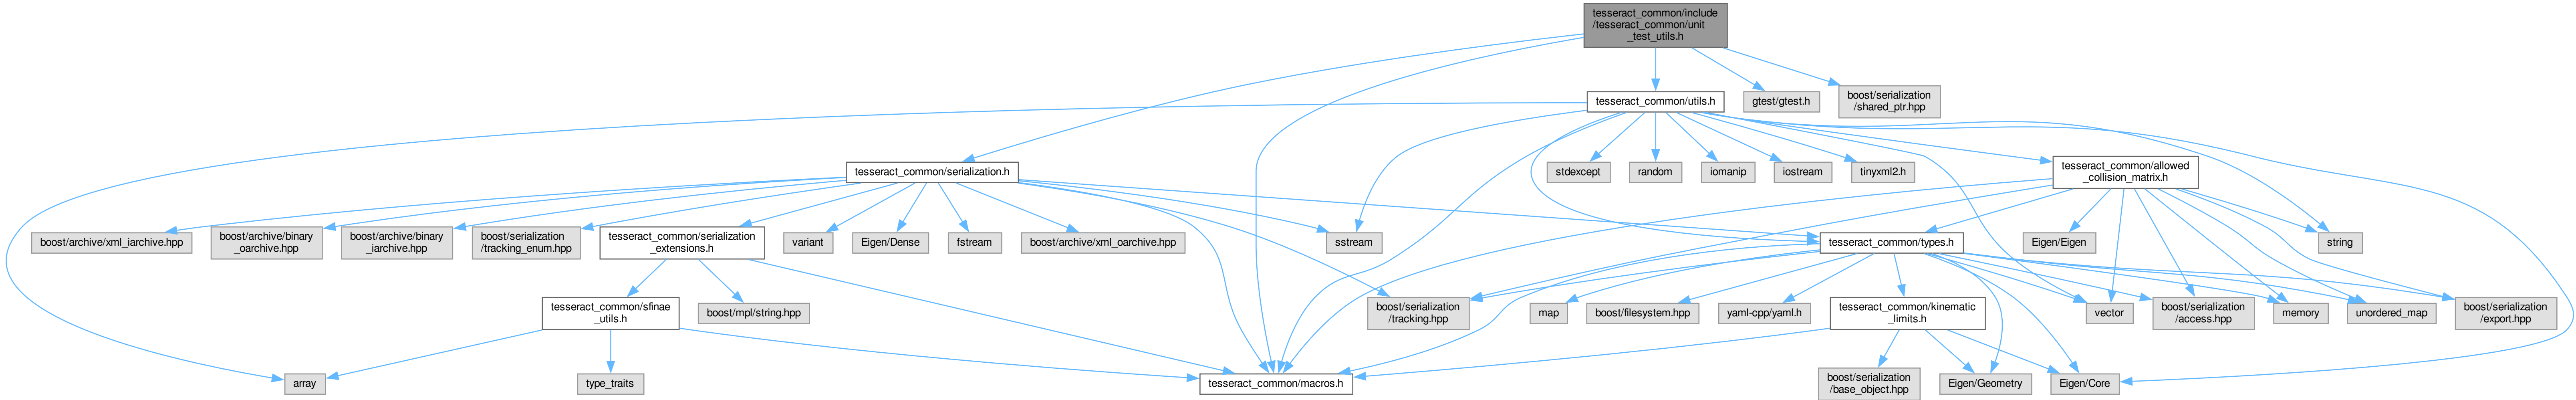 tesseract_common/include
/tesseract_common/unit
_test_utils.h
tesseract_common/utils.h
gtest/gtest.h
boost/serialization
/shared_ptr.hpp
tesseract_common/serialization.h
stdexcept
random
iomanip
iostream
tinyxml2.h
tesseract_common/allowed
_collision_matrix.h
boost/archive/xml_iarchive.hpp
boost/archive/binary
_oarchive.hpp
boost/archive/binary
_iarchive.hpp
boost/serialization
/tracking_enum.hpp
tesseract_common/serialization
_extensions.h
variant
Eigen/Dense
fstream
boost/archive/xml_oarchive.hpp
sstream
tesseract_common/types.h
Eigen/Eigen
string
tesseract_common/sfinae
_utils.h
boost/mpl/string.hpp
boost/serialization
/tracking.hpp
map
boost/filesystem.hpp
yaml-cpp/yaml.h
tesseract_common/kinematic
_limits.h
vector
boost/serialization
/access.hpp
memory
unordered_map
boost/serialization
/export.hpp
array
type_traits
tesseract_common/macros.h
boost/serialization
/base_object.hpp
Eigen/Geometry
Eigen/Core